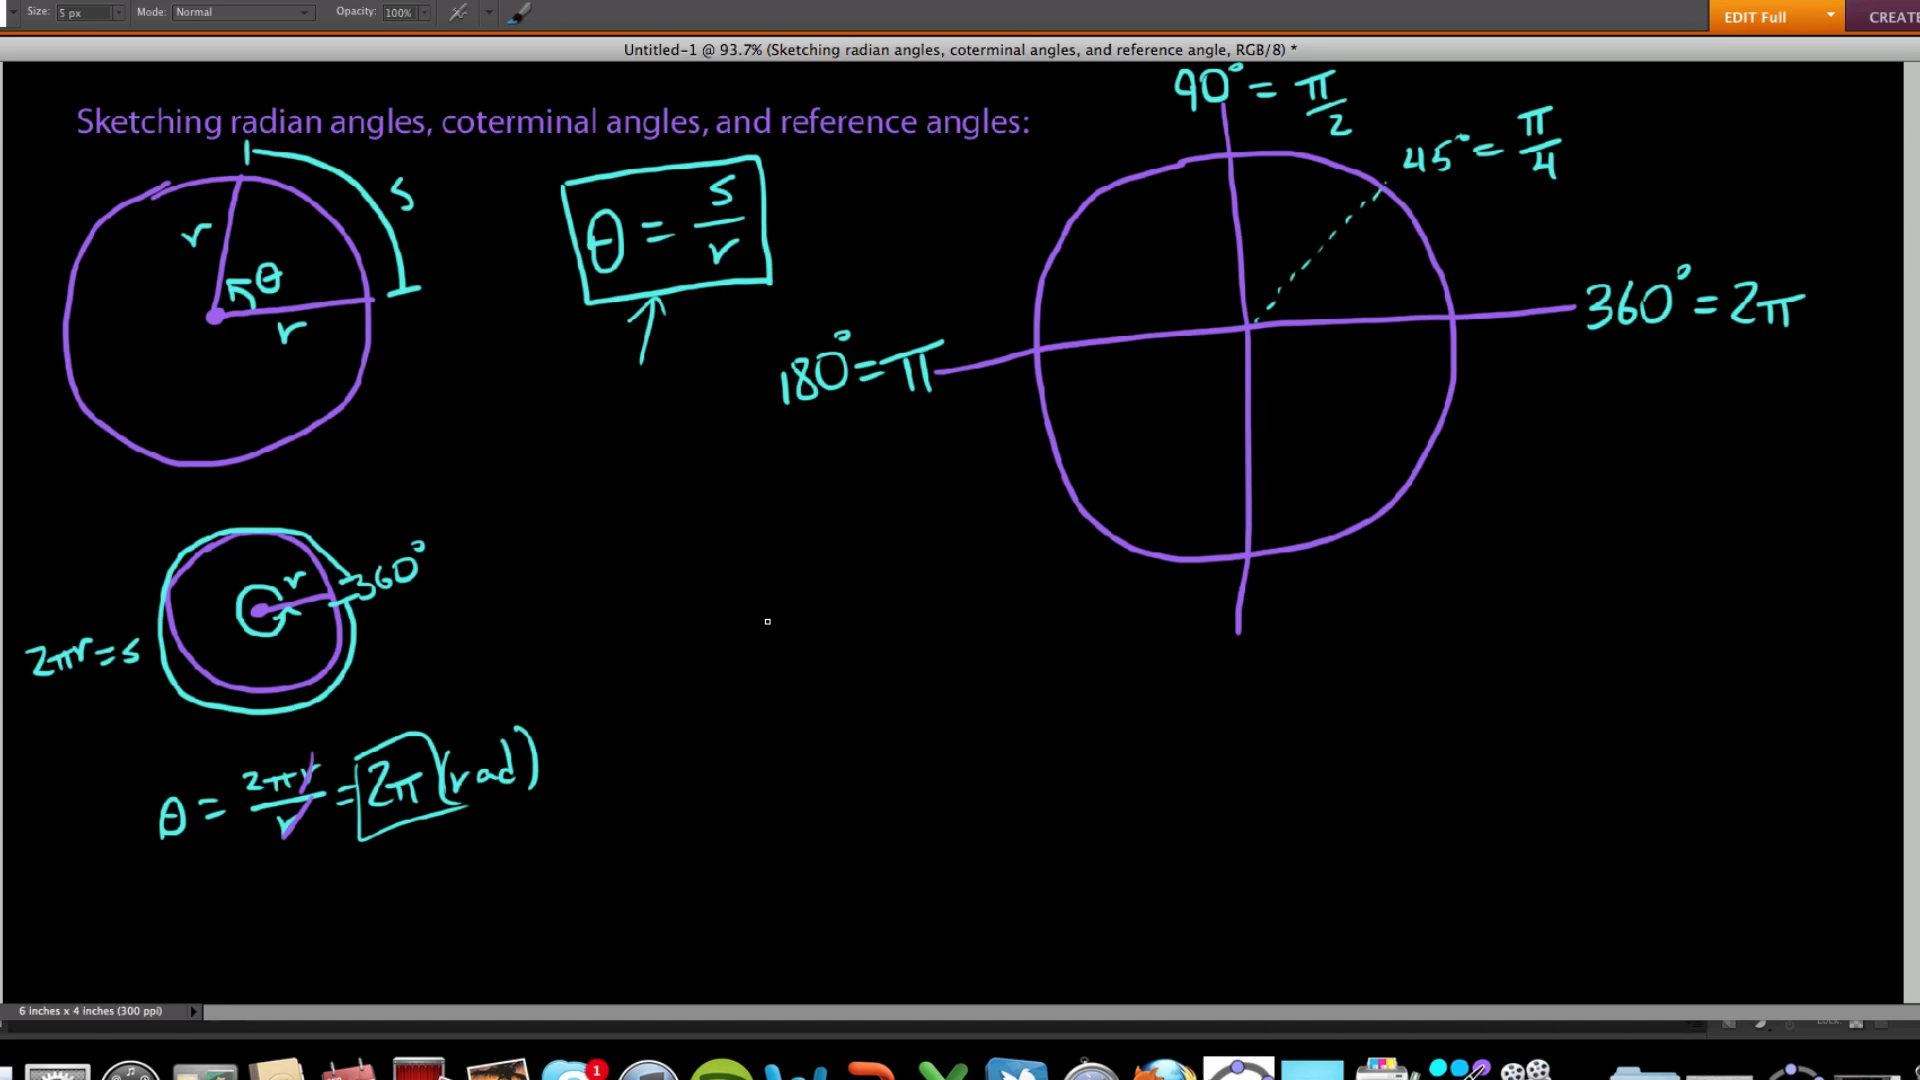 Size: 5 px Mode: Normal Opacity: 100% EDIT Full CREATE
Untitled-1 @ 93.7% (Sketching radian angles, coterminal angles, and reference angle, RGB/8) *
Sketching radian angles, coterminal angles, and reference angles:
90° = π/2
45° = π/4
s
r
θ
r
θ = s/r
360° = 2π
180° = π
r
360°
2πr = s
θ = 2πr/r = 2π (rad)
6 inches x 4 inches (300 ppi)
Lock:
1